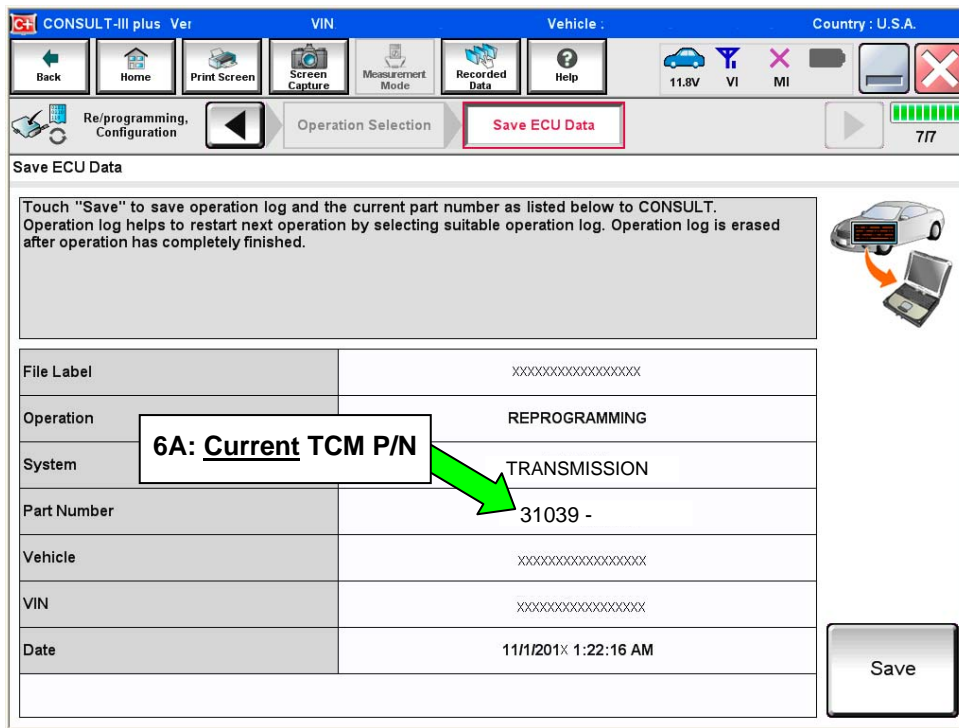 C+ CONSULT-III plus Ver VIN Vehicle : Country : U.S.A.
Back Home Print Screen Screen Capture Measurement Mode Recorded Data Help 11.8V VI MI
Re/programming, Configuration Operation Selection Save ECU Data 7/7
Save ECU Data
Touch "Save" to save operation log and the current part number as listed below to CONSULT.
Operation log helps to restart next operation by selecting suitable operation log. Operation log is erased
after operation has completely finished.
File Label XXXXXXXXXXXXXXXXX
Operation REPROGRAMMING
6A: Current TCM P/N
System TRANSMISSION
Part Number 31039 -
Vehicle XXXXXXXXXXXXXXXXX
VIN XXXXXXXXXXXXXXXXX
Date 11/1/201X 1:22:16 AM
Save